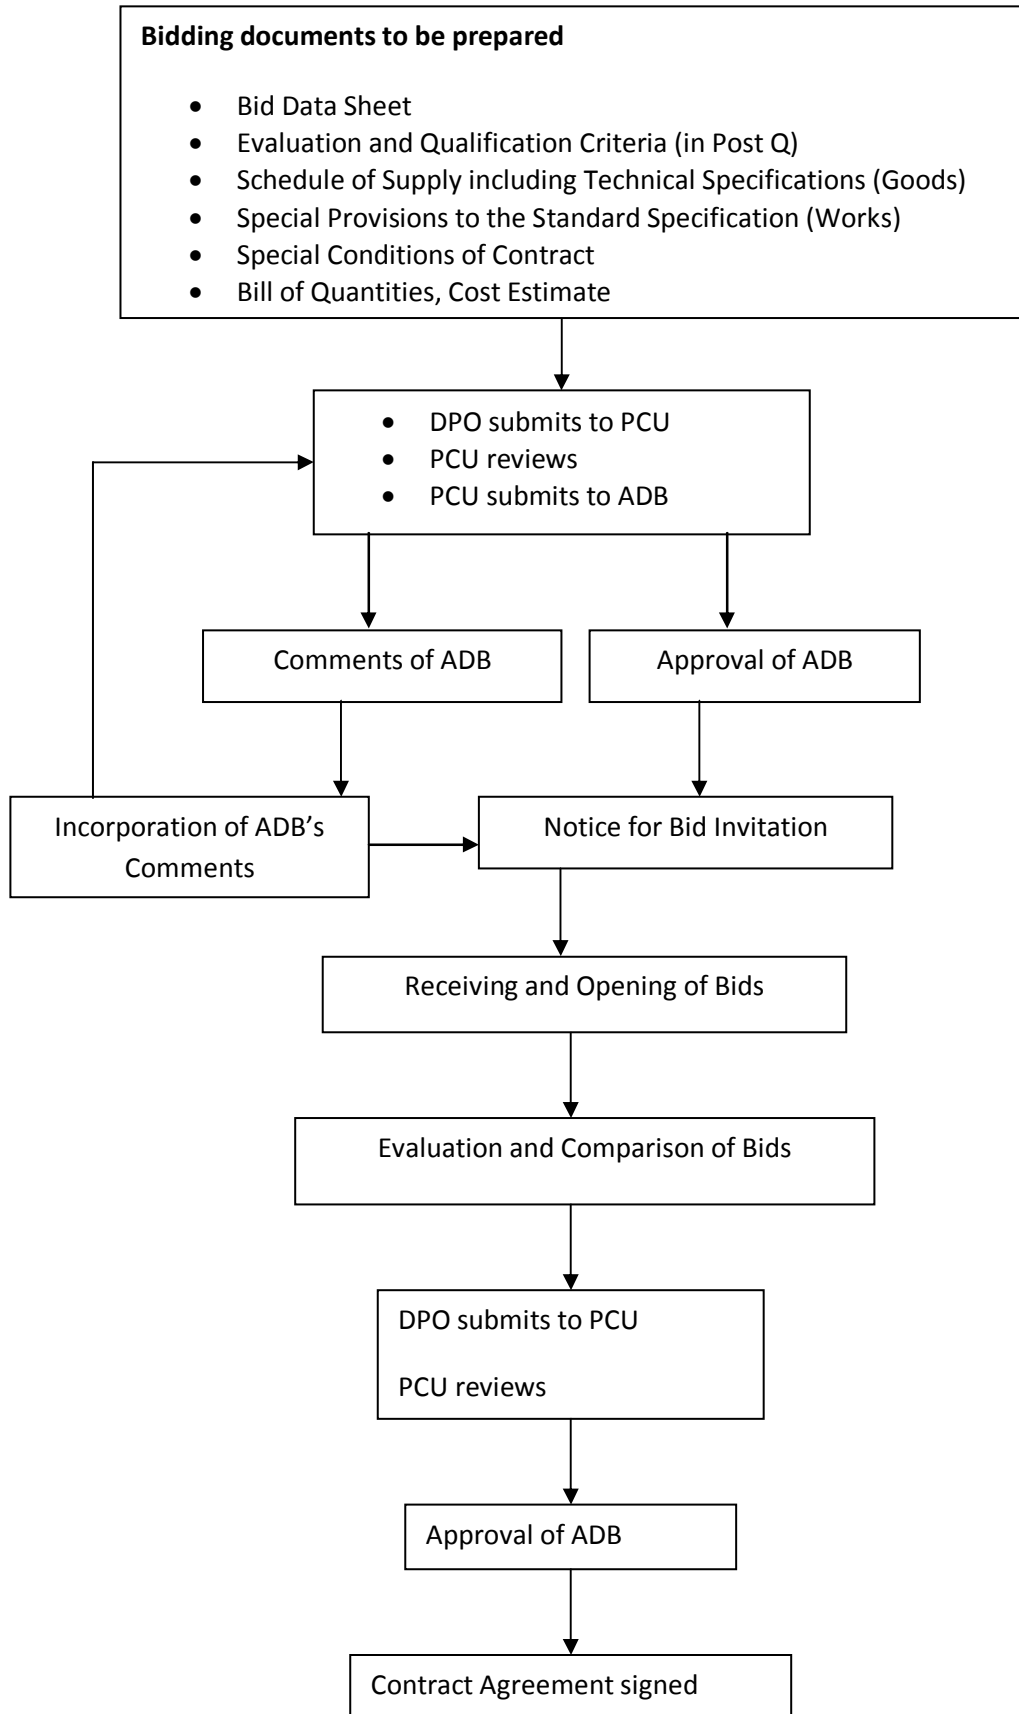 Bidding documents to be prepared
• Bid Data Sheet
• Evaluation and Qualification Criteria (in Post Q)
• Schedule of Supply including Technical Specifications (Goods)
• Special Provisions to the Standard Specification (Works)
• Special Conditions of Contract
• Bill of Quantities, Cost Estimate
• DPO submits to PCU
• PCU reviews
• PCU submits to ADB
Comments of ADB
Approval of ADB
Incorporation of ADB’s
Comments
Notice for Bid Invitation
Receiving and Opening of Bids
Evaluation and Comparison of Bids
DPO submits to PCU
PCU reviews
Approval of ADB
Contract Agreement signed